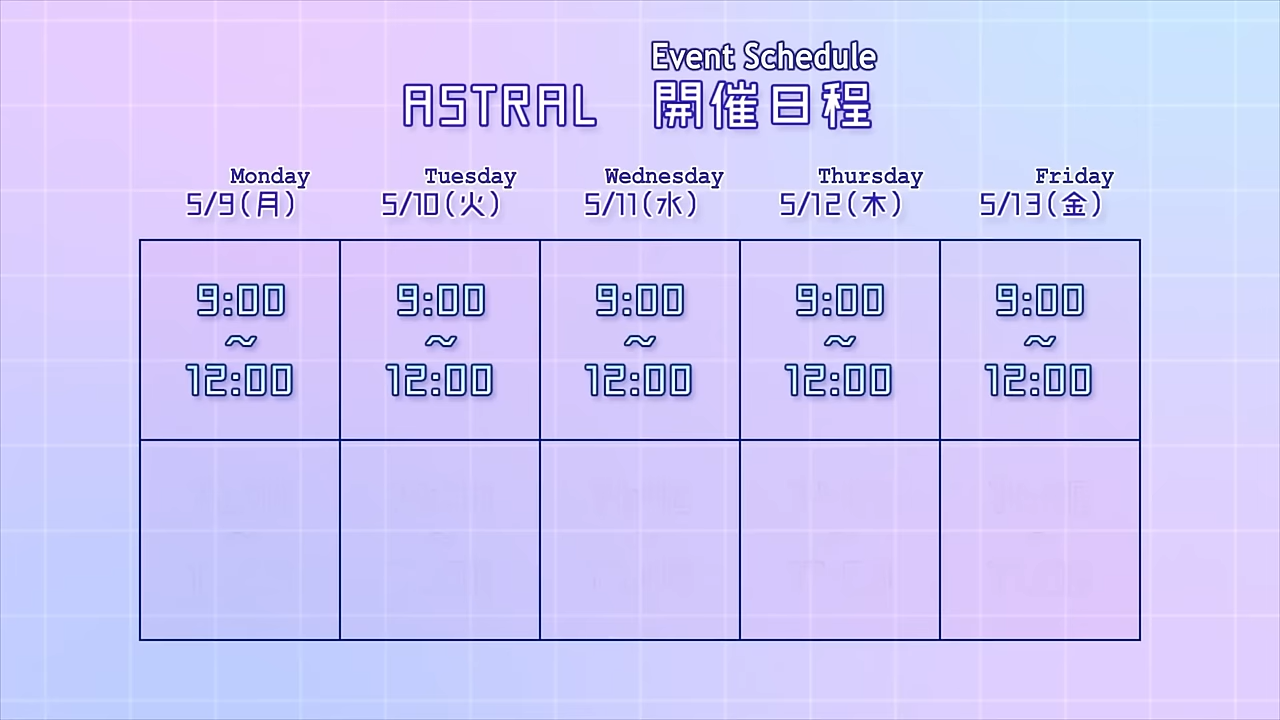 Event Schedule
ASTRAL 開催日程
Monday Tuesday Wednesday Thursday Friday
5/9(月) 5/10(火) 5/11(水) 5/12(木) 5/13(金)
9:00 9:00 9:00 9:00 9:00
~ ~ ~ ~ ~
12:00 12:00 12:00 12:00 12:00